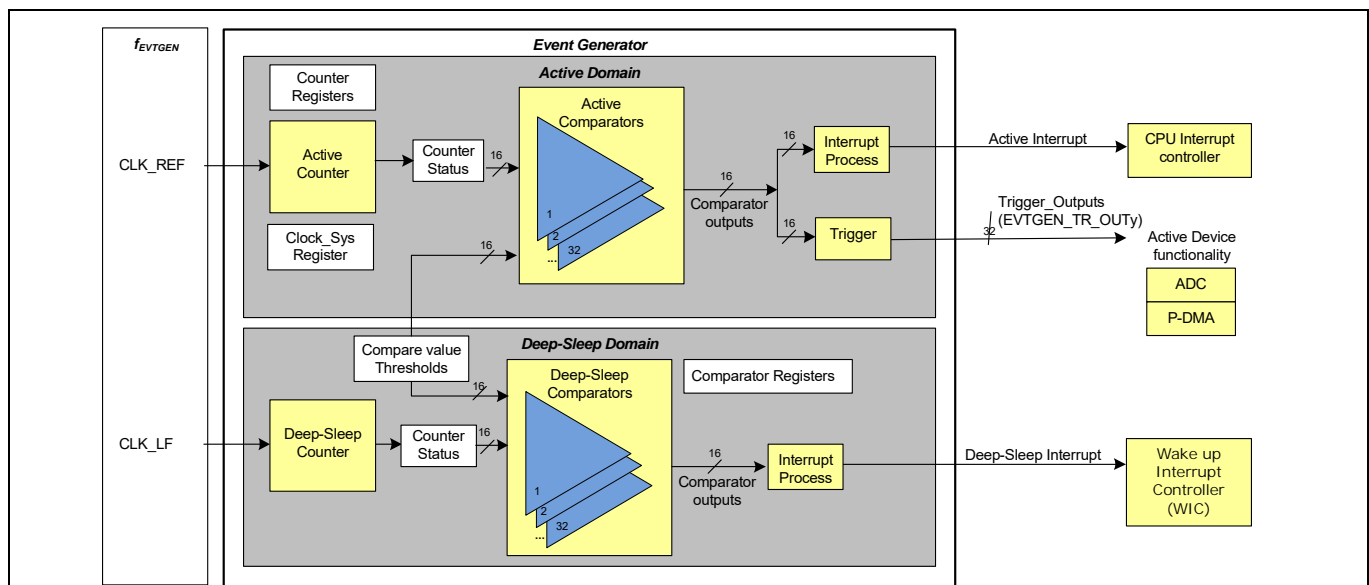 f_EVTGEN
Event Generator
Active Domain
Counter
Registers
Active
Comparators
CLK_REF
Active
Counter
Counter
Status
16
1
2
...
32
16
Comparator
outputs
16
Interrupt
Process
Active Interrupt
CPU Interrupt
controller
16
Trigger
Trigger_Outputs
(EVTGEN_TR_OUTy)
32
Active Device
functionality
ADC
P-DMA
Clock_Sys
Register
16
Deep-Sleep Domain
Compare value
Thresholds
16
Deep-Sleep
Comparators
Comparator Registers
CLK_LF
Deep-Sleep
Counter
Counter
Status
16
1
2
...
32
16
Comparator
outputs
Interrupt
Process
Deep-Sleep Interrupt
Wake up
Interrupt
Controller
(WIC)